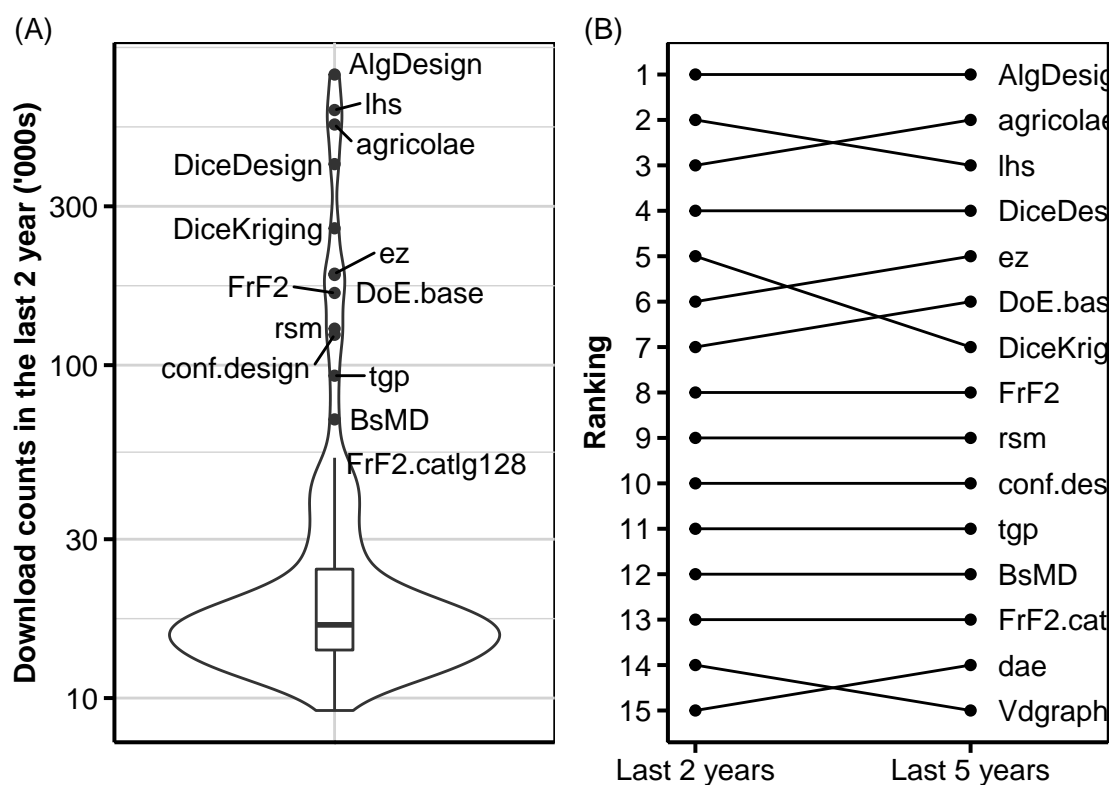 (A)
Download counts in the last 2 year ('000s)
300
100
30
10
AlgDesign
lhs
agricolae
DiceDesign
DiceKriging
ez
FrF2
DoE.base
rsm
conf.design
tgp
BsMD
FrF2.catlg128
(B)
Ranking
1
2
3
4
5
6
7
8
9
10
11
12
13
14
15
AlgDesig
agricolae
lhs
DiceDes
ez
DoE.bas
DiceKrig
FrF2
rsm
conf.des
tgp
BsMD
FrF2.cat
dae
Vdgraph
Last 2 years
Last 5 years